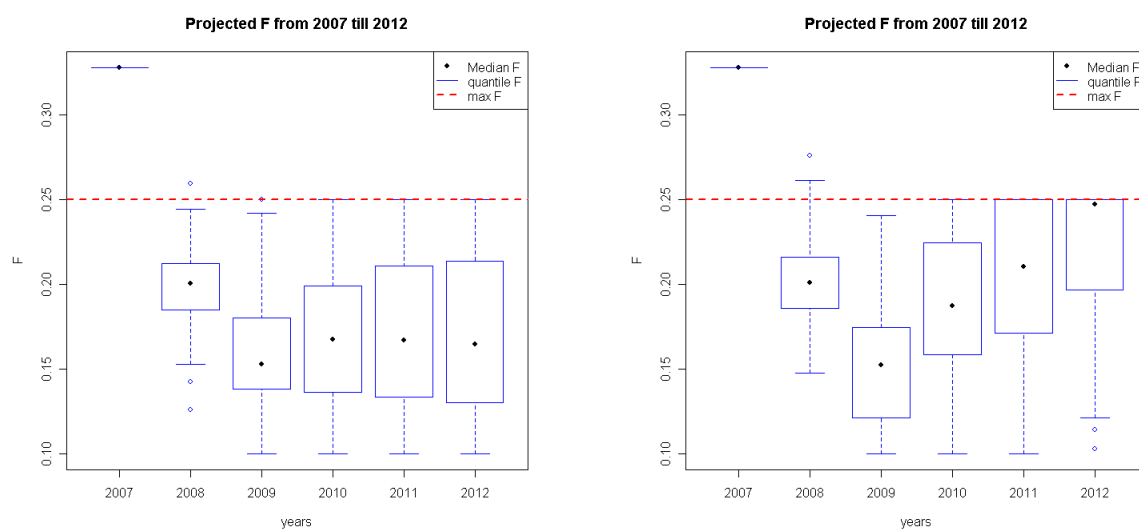 Projected F from 2007 till 2012
Median F
quantile F
max F
0.30
0.25
0.20
0.15
0.10
F
2007 2008 2009 2010 2011 2012
years
Projected F from 2007 till 2012
Median F
quantile F
max F
0.30
0.25
0.20
0.15
0.10
F
2007 2008 2009 2010 2011 2012
years